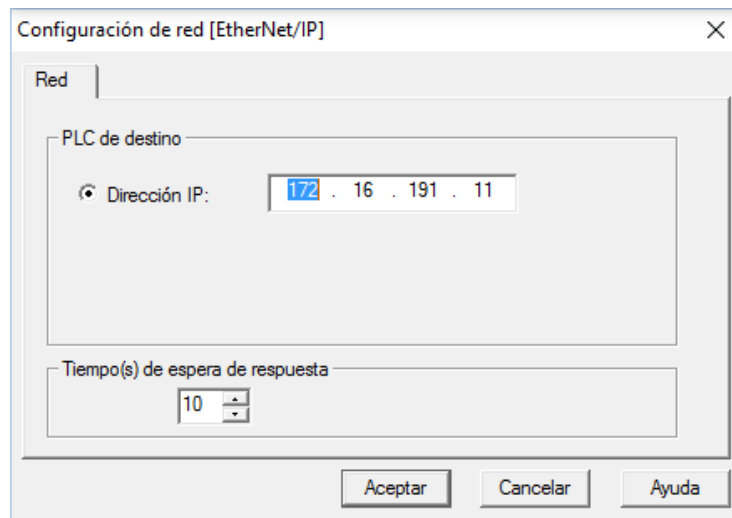 Configuración de red [EtherNet/IP]
Red
PLC de destino
Dirección IP: 172 . 16 . 191 . 11
Tiempo(s) de espera de respuesta
10
Aceptar Cancelar Ayuda